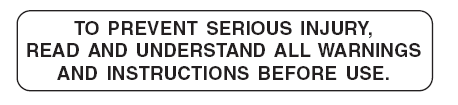 TO PREVENT SERIOUS INJURY,
READ AND UNDERSTAND ALL WARNINGS
AND INSTRUCTIONS BEFORE USE.